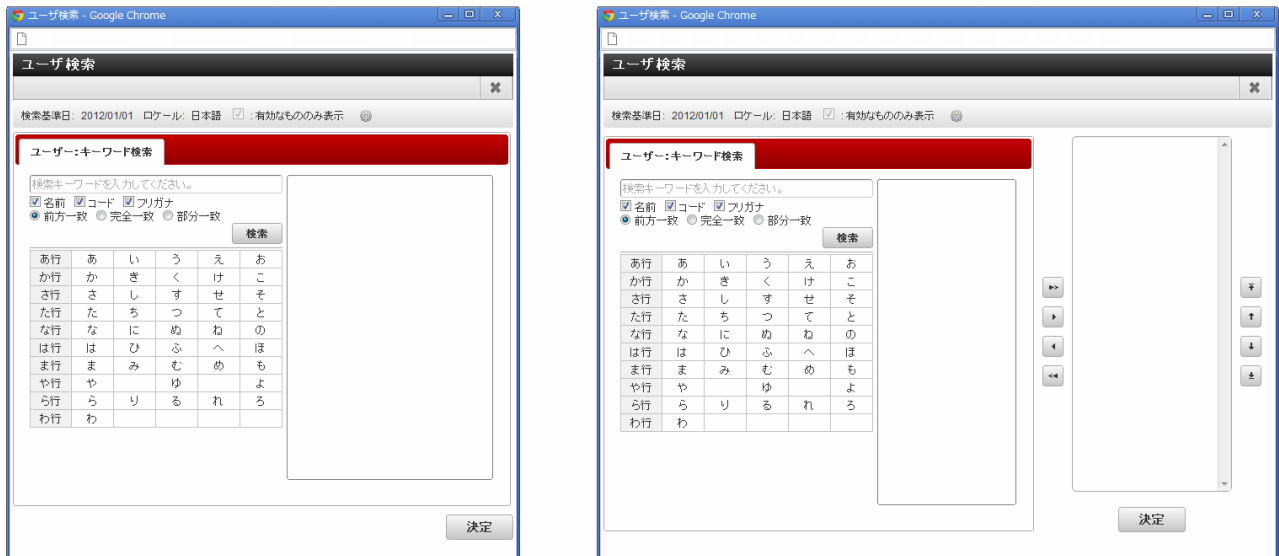 ユーザ検索 - Google Chrome
ユーザ検索
検索基準日: 2012/01/01 ロケール: 日本語 :有効なもののみ表示
ユーザー:キーワード検索
検索キーワードを入力してください。
名前 コード フリガナ
前方一致 完全一致 部分一致
検索
あ行 あ い う え お
か行 か き く け こ
さ行 さ し す せ そ
た行 た ち つ て と
な行 な に ぬ ね の
は行 は ひ ふ へ ほ
ま行 ま み む め も
や行 や ゆ よ
ら行 ら り る れ ろ
わ行 わ
決定
ユーザ検索 - Google Chrome
ユーザ検索
検索基準日: 2012/01/01 ロケール: 日本語 :有効なもののみ表示
ユーザー:キーワード検索
検索キーワードを入力してください。
名前 コード フリガナ
前方一致 完全一致 部分一致
検索
あ行 あ い う え お
か行 か き く け こ
さ行 さ し す せ そ
た行 た ち つ て と
な行 な に ぬ ね の
は行 は ひ ふ へ ほ
ま行 ま み む め も
や行 や ゆ よ
ら行 ら り る れ ろ
わ行 わ
決定